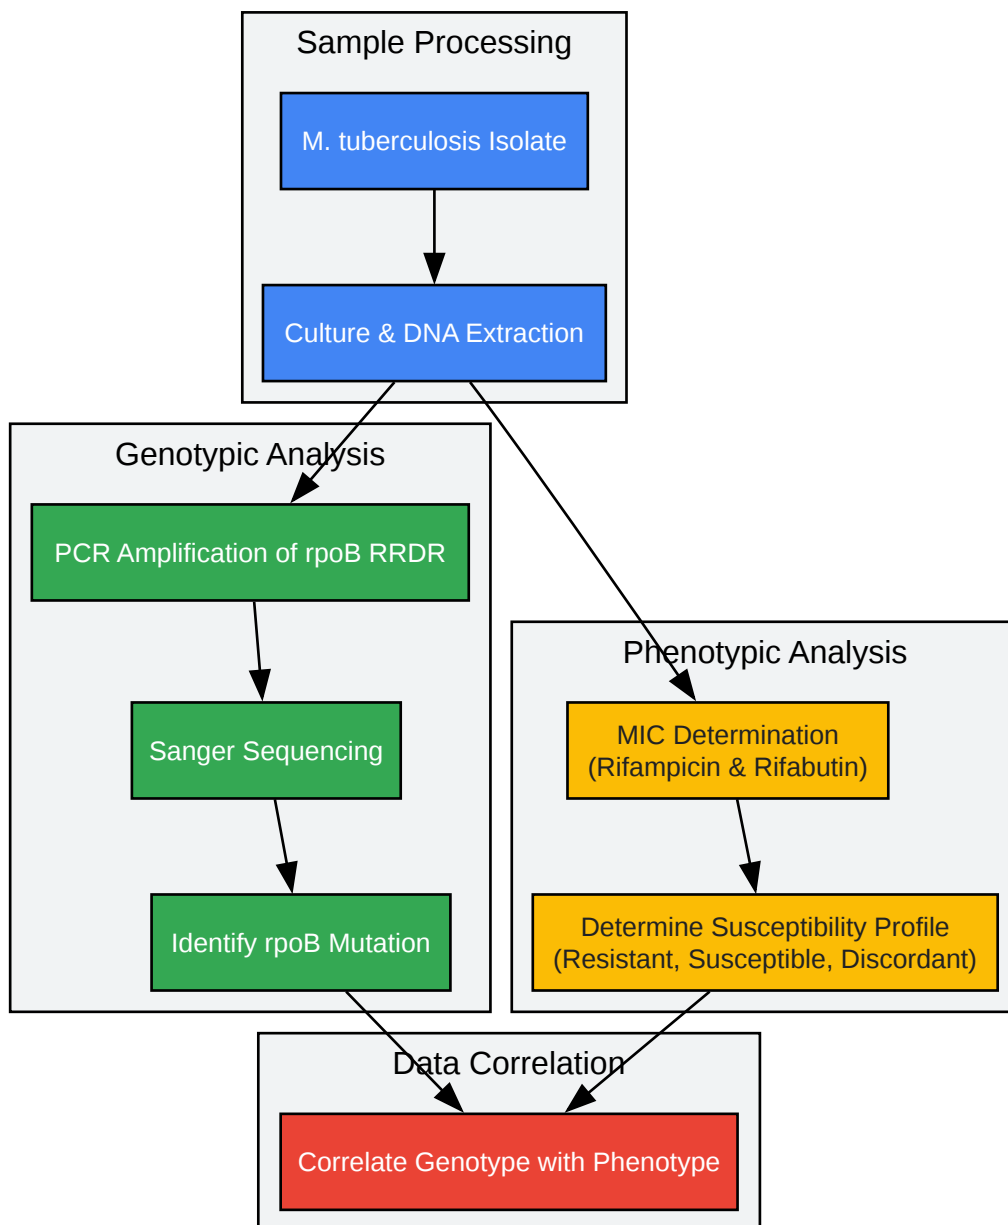 Sample Processing
M. tuberculosis Isolate
Culture & DNA Extraction
Genotypic Analysis
PCR Amplification of rpoB RRDR
Sanger Sequencing
Identify rpoB Mutation
Phenotypic Analysis
MIC Determination
(Rifampicin & Rifabutin)
Determine Susceptibility Profile
(Resistant, Susceptible, Discordant)
Data Correlation
Correlate Genotype with Phenotype